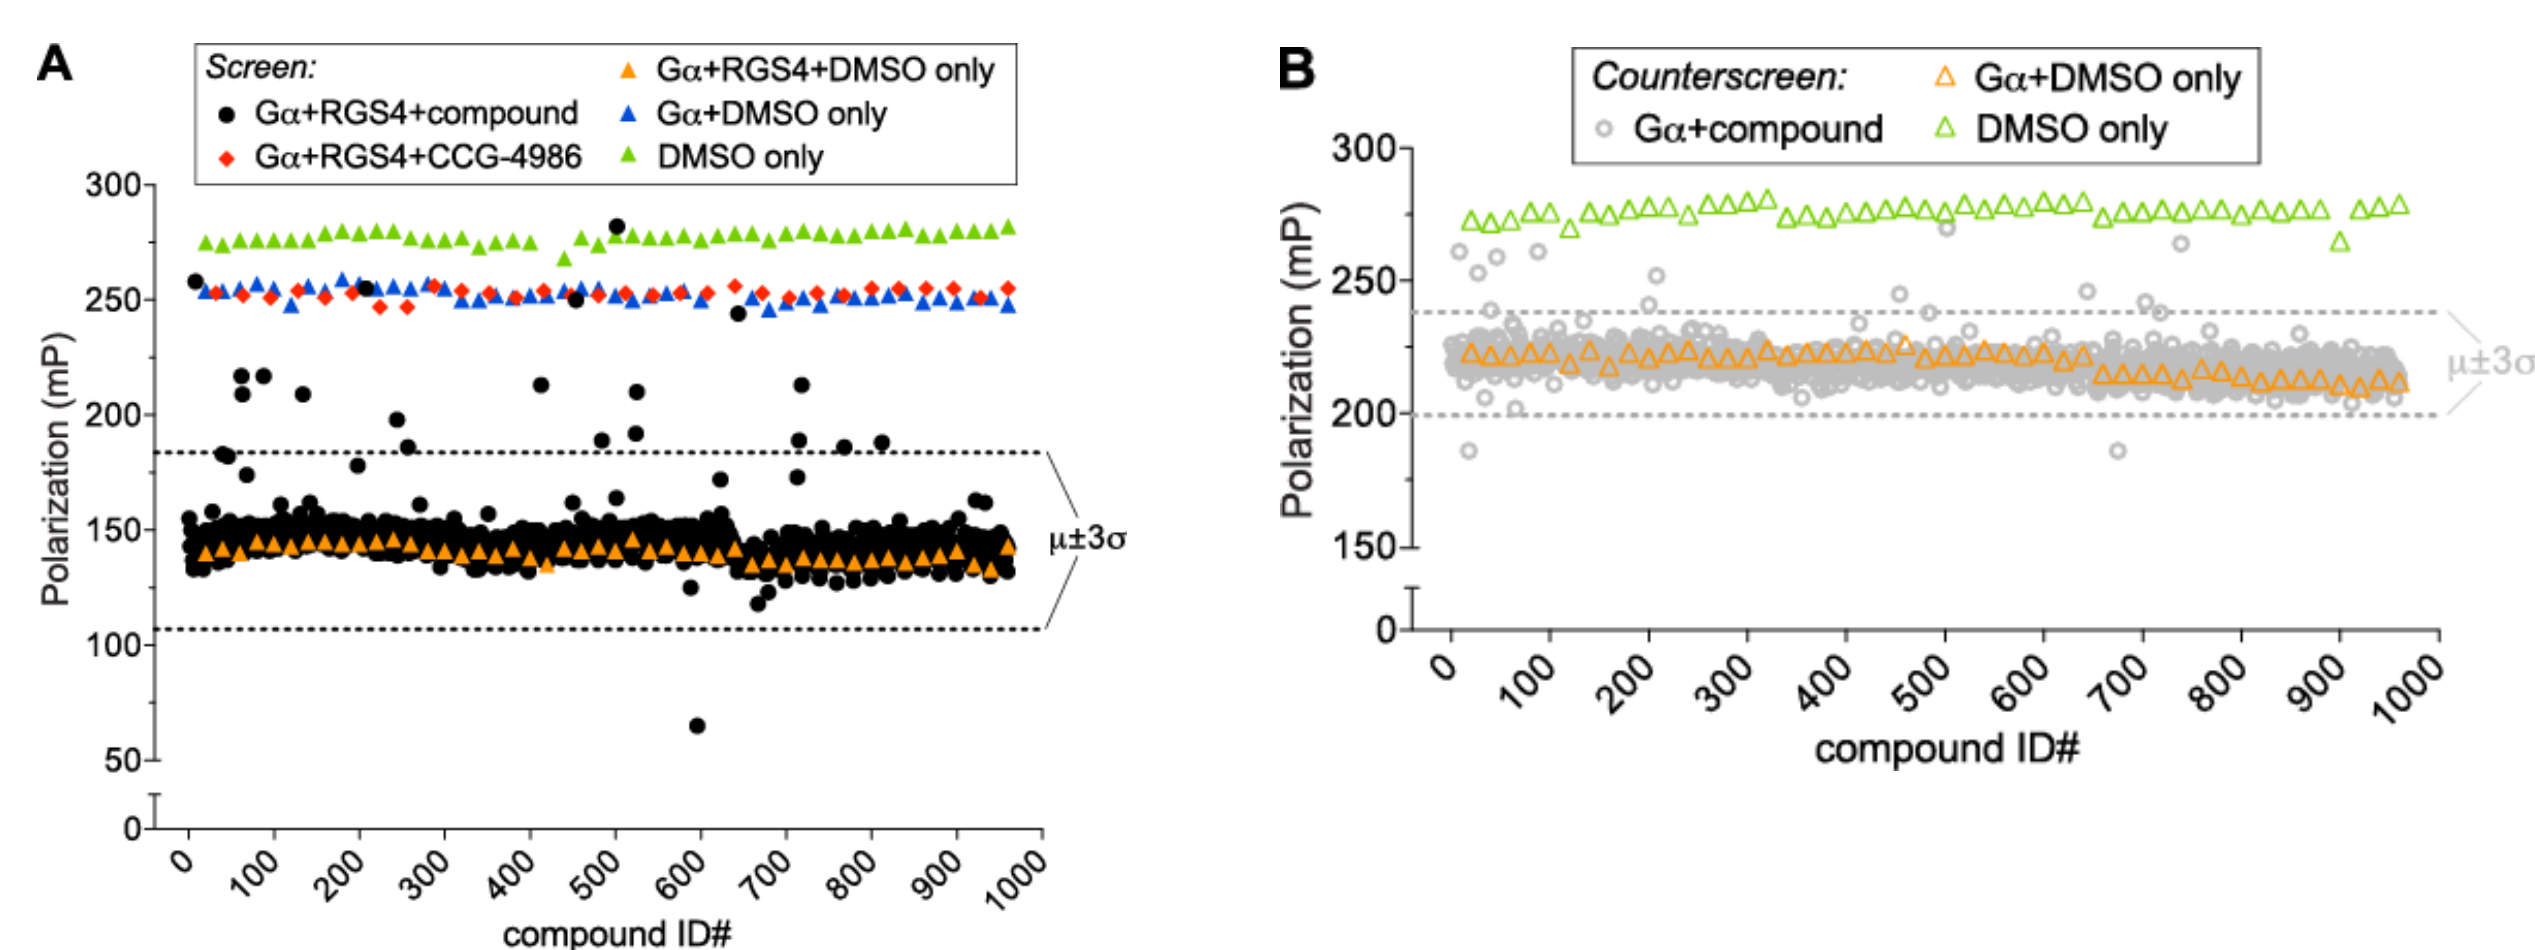 A
Screen:
Gα+RGS4+compound
Gα+RGS4+CCG-4986
Gα+RGS4+DMSO only
Gα+DMSO only
DMSO only
Polarization (mP)
300
250
200
150
100
50
0
μ±3σ
0 100 200 300 400 500 600 700 800 900 1000
compound ID#
B
Counterscreen:
Gα+compound
Gα+DMSO only
DMSO only
Polarization (mP)
300
250
200
150
0
μ±3σ
0 100 200 300 400 500 600 700 800 900 1000
compound ID#